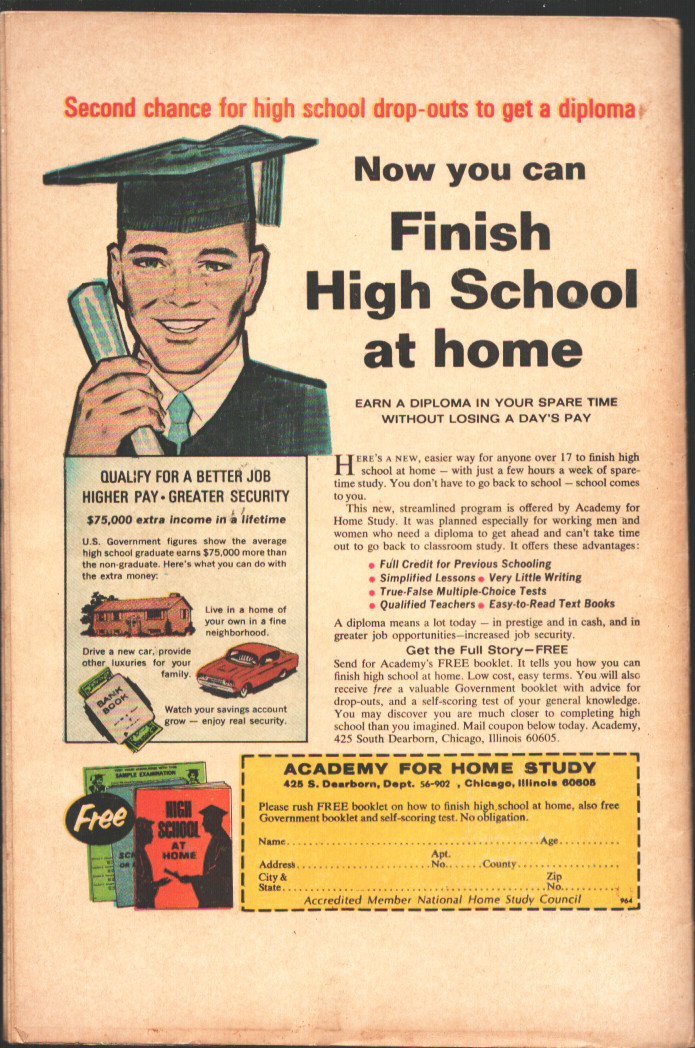 Second chance for high school drop-outs to get a diploma
Now you can
Finish
High School
at home
EARN A DIPLOMA IN YOUR SPARE TIME
WITHOUT LOSING A DAY'S PAY
QUALIFY FOR A BETTER JOB
HIGHER PAY • GREATER SECURITY
$75,000 extra income in a lifetime
U.S. Government figures show the average
high school graduate earns $75,000 more than
the non-graduate. Here's what you can do with
the extra money:
Live in a home of
your own in a fine
neighborhood.
Drive a new car, provide
other luxuries for your
family.
BANK
BOOK
Watch your savings account
grow — enjoy real security.
HERE'S A NEW, easier way for anyone over 17 to finish high
school at home — with just a few hours a week of spare-
time study. You don't have to go back to school — school comes
to you.
This new, streamlined program is offered by Academy for
Home Study. It was planned especially for working men and
women who need a diploma to get ahead and can't take time
out to go back to classroom study. It offers these advantages:
• Full Credit for Previous Schooling
• Simplified Lessons • Very Little Writing
• True-False Multiple-Choice Tests
• Qualified Teachers • Easy-to-Read Text Books
A diploma means a lot today — in prestige and in cash, and in
greater job opportunities—increased job security.
Get the Full Story—FREE
Send for Academy's FREE booklet. It tells you how you can
finish high school at home. Low cost, easy terms. You will also
receive free a valuable Government booklet with advice for
drop-outs, and a self-scoring test of your general knowledge.
You may discover you are much closer to completing high
school than you imagined. Mail coupon below today. Academy,
425 South Dearborn, Chicago, Illinois 60605.
Free
SAMPLE EXAMINATION
HIGH
SCHOOL
AT
HOME
ACADEMY FOR HOME STUDY
425 S. Dearborn, Dept. 56-902 , Chicago, Illinois 60605
Please rush FREE booklet on how to finish high school at home, also free
Government booklet and self-scoring test. No obligation.
Name..........Age..........
Address..........Apt. No.......County..........
City & State..........Zip No..........
Accredited Member National Home Study Council 964